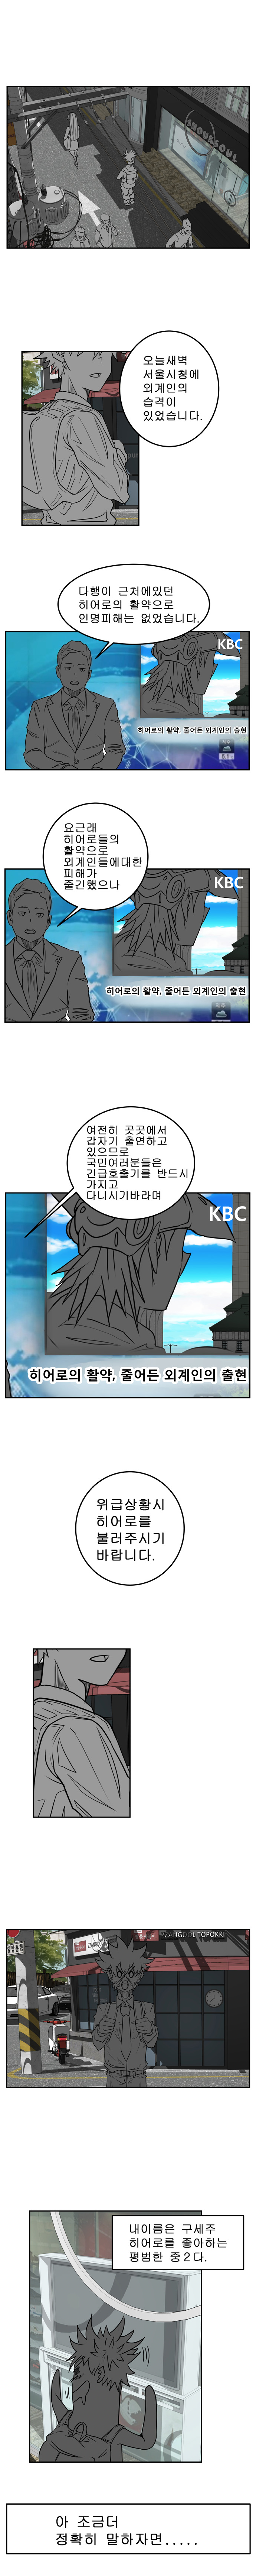 SHOUR SOUL
오늘새벽
서울시청에
외계인의
습격이
있었습니다.
다행이 근처에있던
히어로의 활약으로
인명피해는 없었습니다.
KBC
히어로의 활약, 줄어든 외계인의 출현
요근래
히어로들의
활약으로
외계인들에대한
피해가
줄긴했으나
KBC
히어로의 활약, 줄어든 외계인의 출현
여전히 곳곳에서
갑자기 출연하고
있으므로
국민여러분들은
긴급호출기를 반드시
가지고
다니시기바라며
KBC
히어로의 활약, 줄어든 외계인의 출현
위급상황시
히어로를
불러주시기
바랍니다.
TOPOKKI
내이름은 구세주
히어로를 좋아하는
평범한 중2다.
아 조금더
정확히 말하자면.....